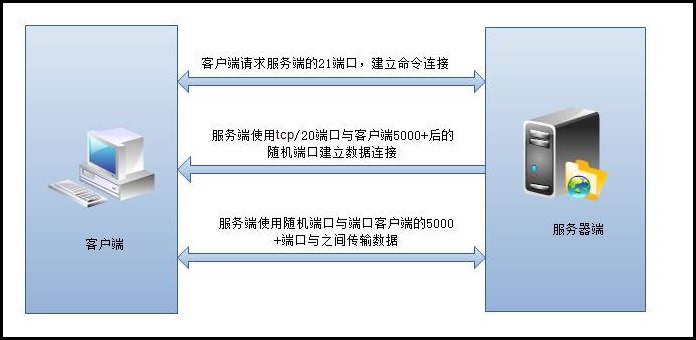 客户端请求服务端的21端口，建立命令连接
服务端使用tcp/20端口与客户端5000+后的
随机端口建立数据连接
服务端使用随机端口与端口客户端的5000
+端口与之间传输数据
客户端
服务器端